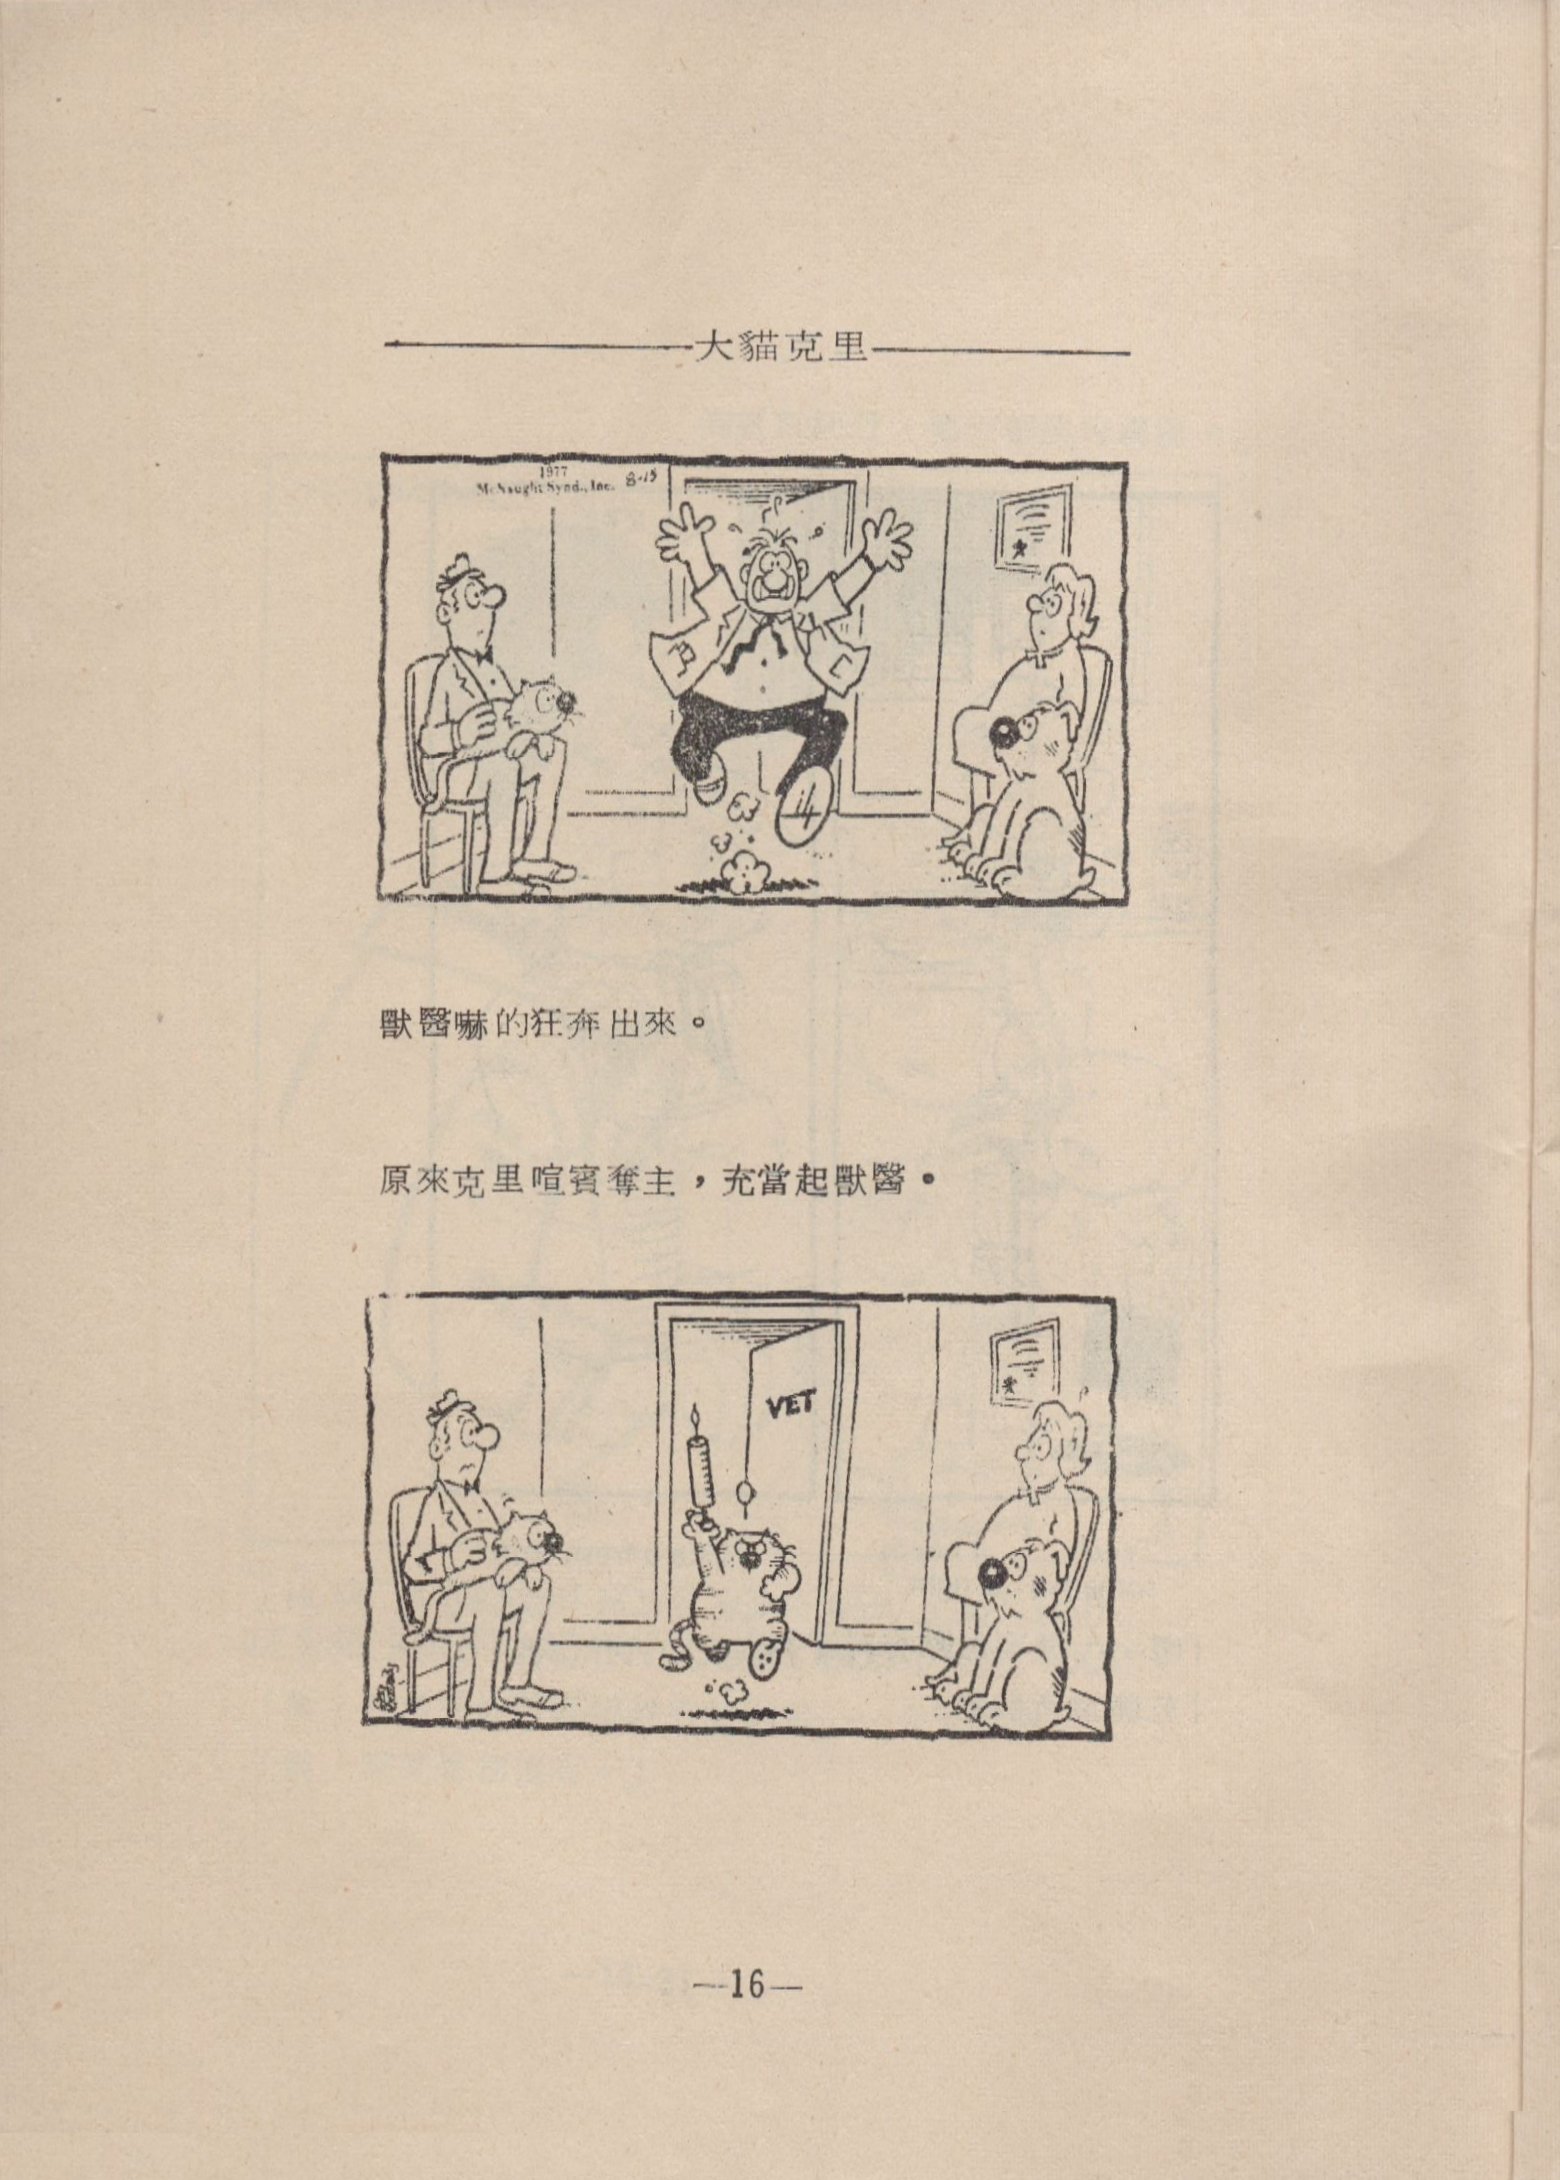 大貓克里
1977
McNaught Synd., Inc. 8-15
獸醫嚇的狂奔出來。
原來克里喧賓奪主，充當起獸醫。
VET
—16—